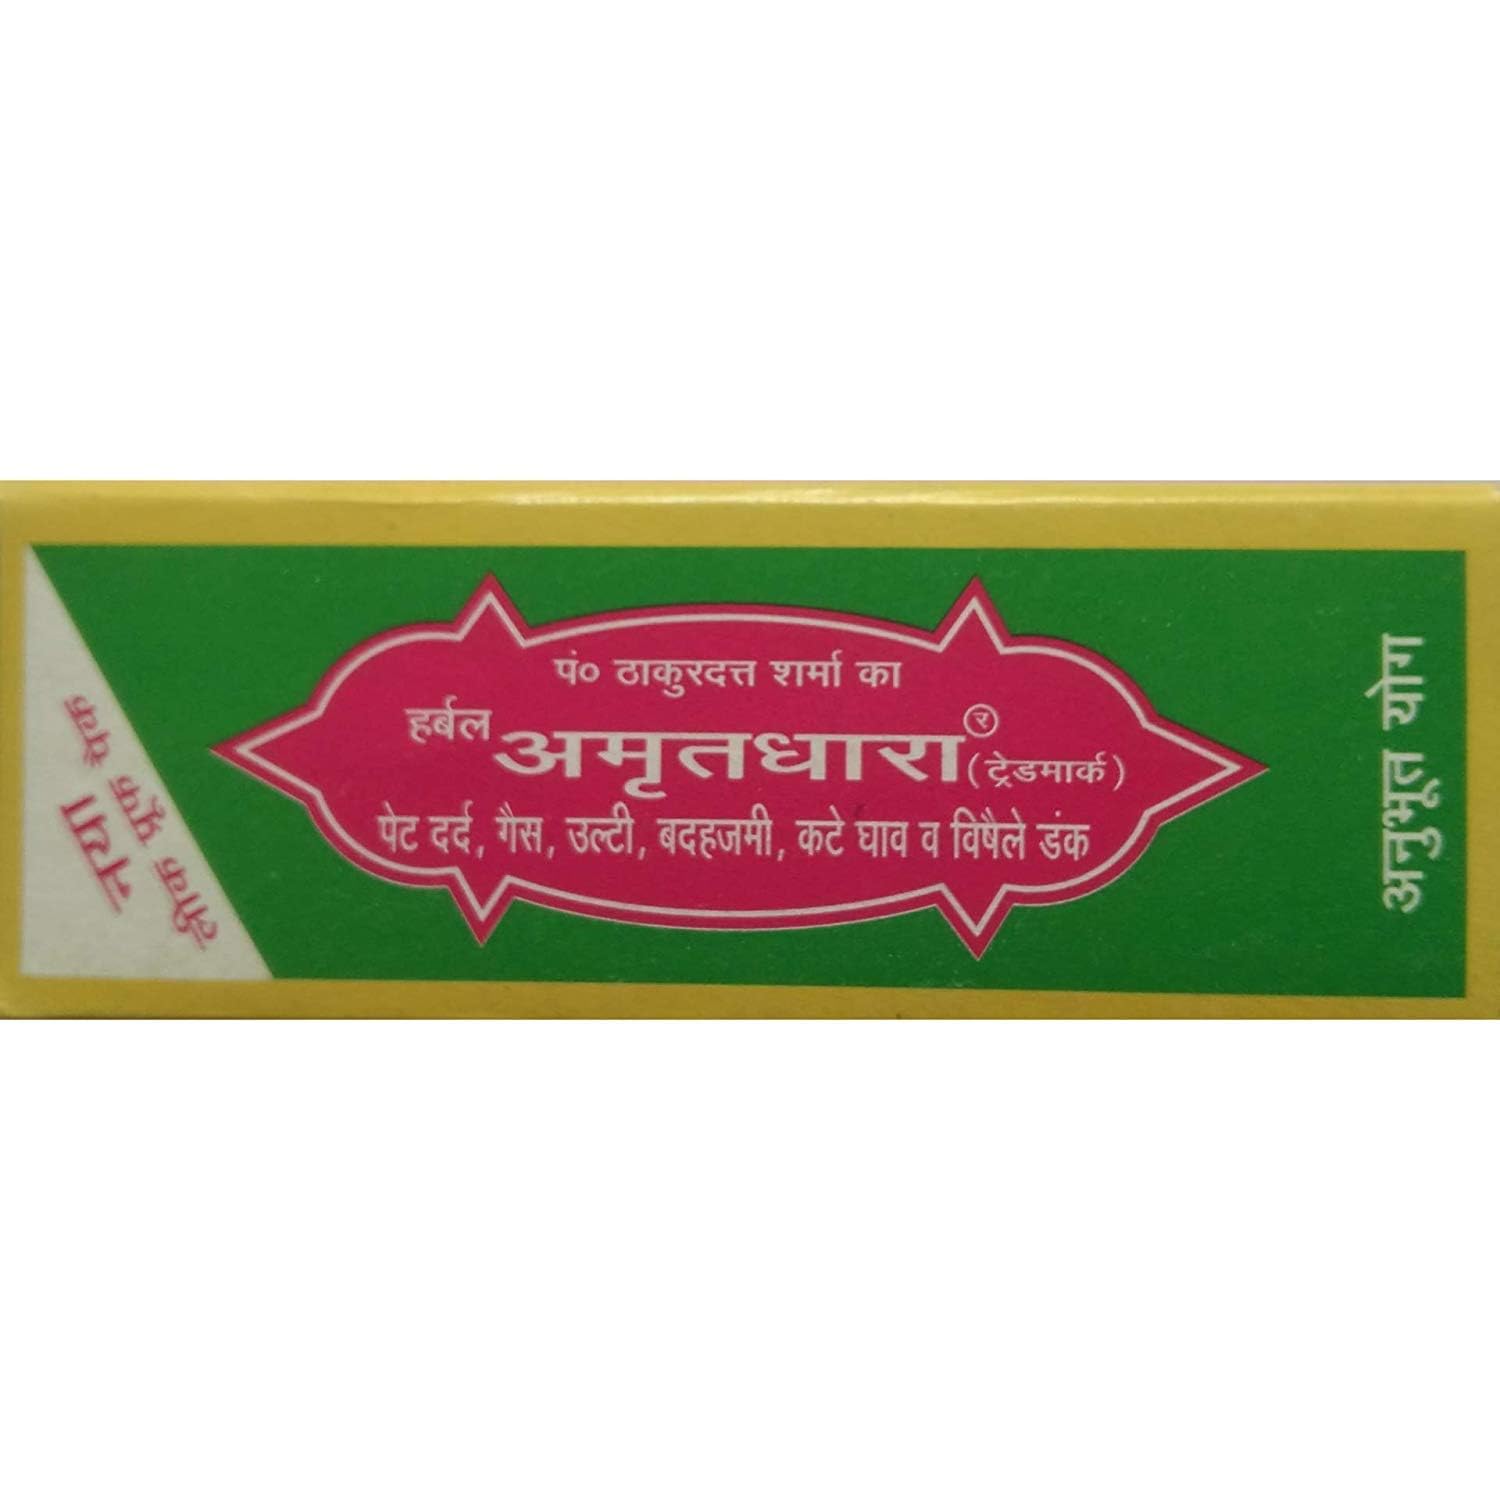 पं० ठाकुरदत्त शर्मा का
हर्बल अमृतधारा र (ट्रेडमार्क)
पेट दर्द, गैस, उल्टी, बदहजमी, कटे घाव व विषैले डंक
नया
लीक प्रूफ पेक
अनुभूत योग